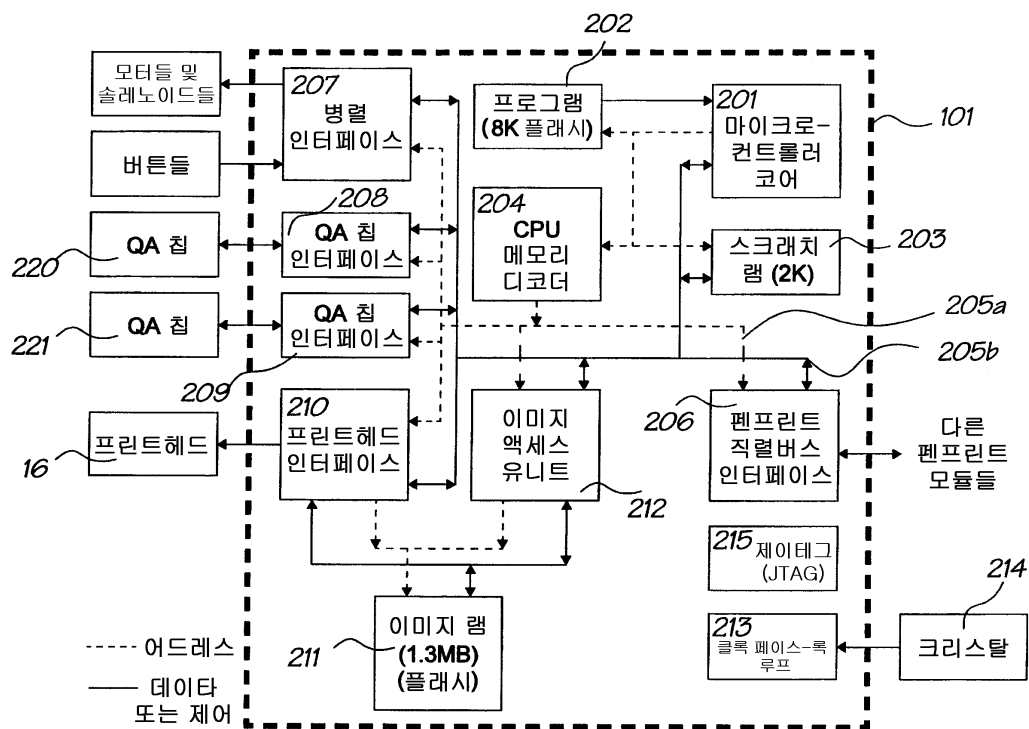 202
모터들 및
솔레노이드들
207
병렬
인터페이스
프로그램
(8K 플래시)
201
마이크로-
컨트롤러
코어
101
버튼들
208
QA 칩
인터페이스
204
CPU
메모리
디코더
스크래치
램 (2K)
203
QA 칩
220
QA 칩
221
QA 칩
인터페이스
209
205a
205b
210
프린트헤드
인터페이스
프린트헤드
16
이미지
액세스
유니트
212
206
펜프린트
직렬버스
인터페이스
다른
펜프린트
모듈들
215
제이테그
(JTAG)
214
이미지 램
(1.3MB)
(플래시)
211
213
클록 페이스-록
루프
크리스탈
어드레스
데이타
또는 제어